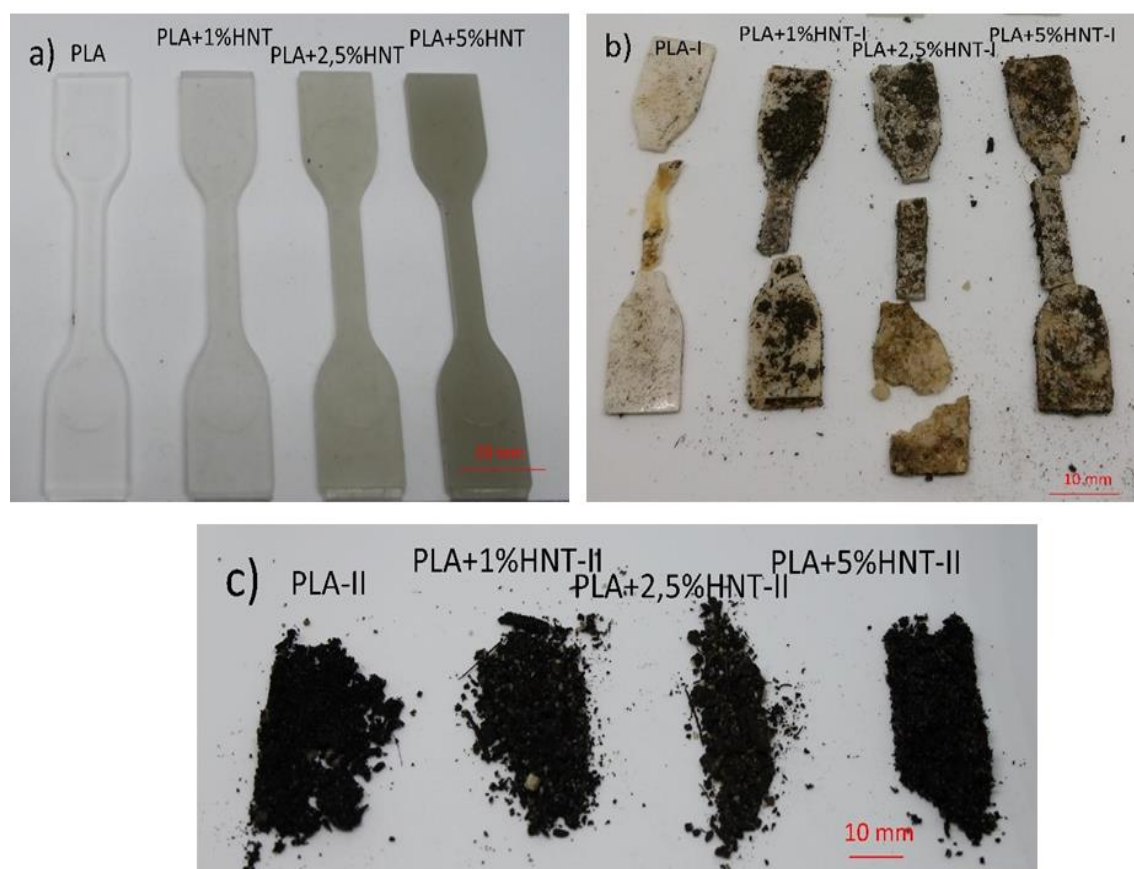 a)
PLA
PLA+1%HNT
PLA+2,5%HNT
PLA+5%HNT
b)
PLA-I
PLA+1%HNT-I
PLA+2,5%HNT-I
PLA+5%HNT-I
10 mm
c)
PLA-II
PLA+1%HNT-II
PLA+2,5%HNT-II
PLA+5%HNT-II
10 mm